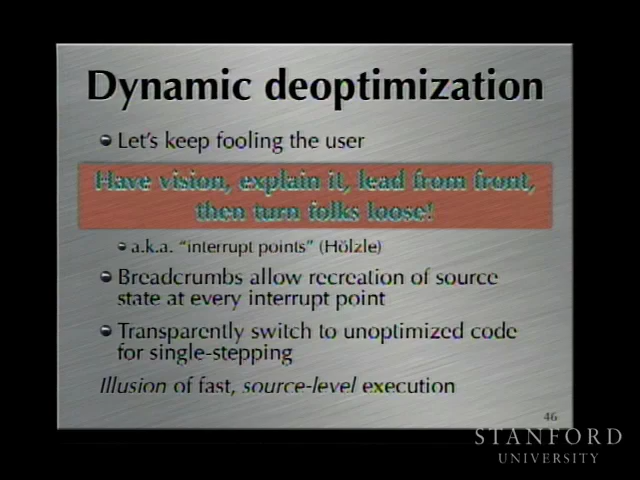 Dynamic deoptimization
Let's keep fooling the user
Have vision, explain it, lead from front,
then turn folks loose!
a.k.a. "interrupt points" (Hölzle)
Breadcrumbs allow recreation of source
state at every interrupt point
Transparently switch to unoptimized code
for single-stepping
Illusion of fast, source-level execution
46
STANFORD
UNIVERSITY